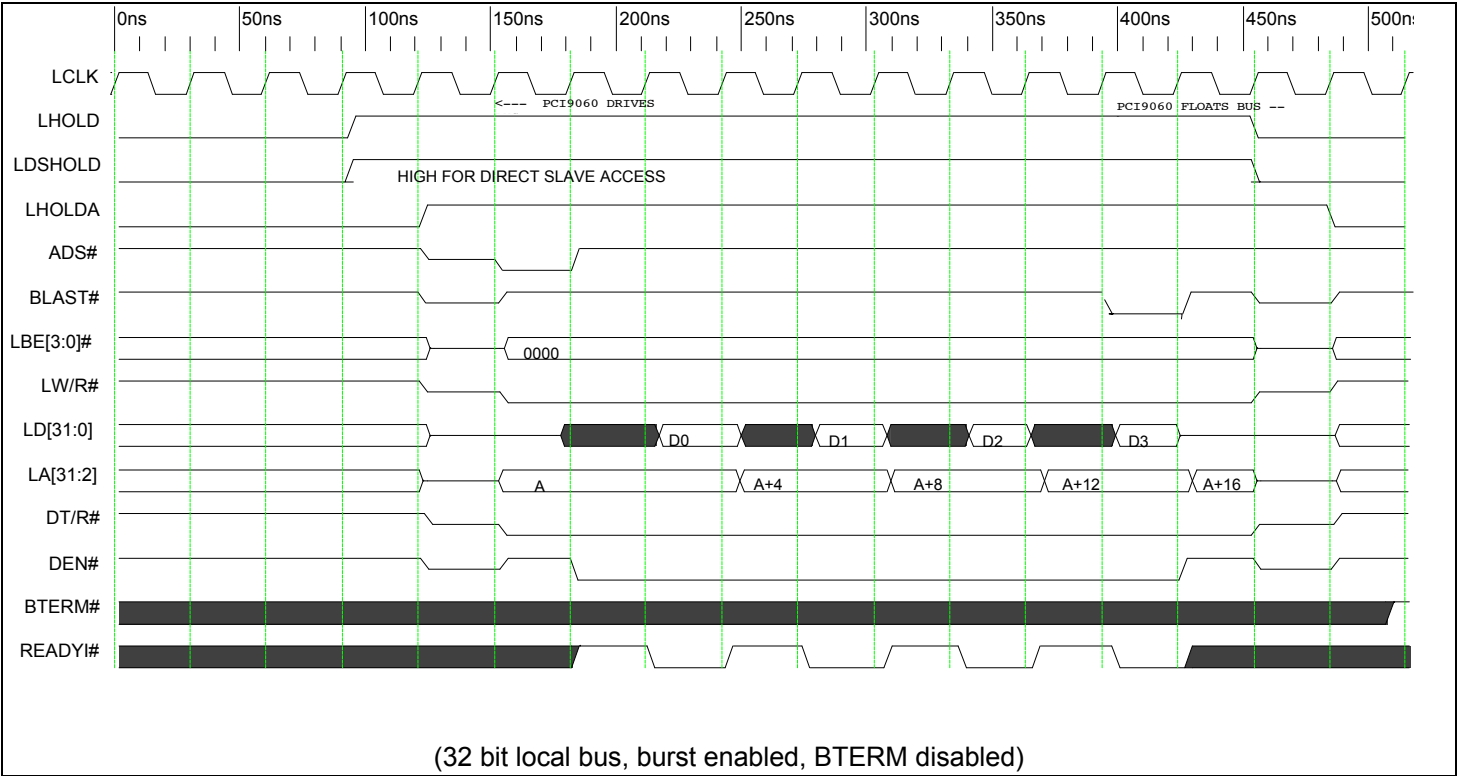 0ns 50ns 100ns 150ns 200ns 250ns 300ns 350ns 400ns 450ns 500ns
LCLK
<--- PCI9060 DRIVES PCI9060 FLOATS BUS --
LHOLD
LDSHOLD
HIGH FOR DIRECT SLAVE ACCESS
LHOLDA
ADS#
BLAST#
LBE[3:0]# 0000
LW/R#
LD[31:0] D0 D1 D2 D3
LA[31:2] A A+4 A+8 A+12 A+16
DT/R#
DEN#
BTERM#
READYI#
(32 bit local bus, burst enabled, BTERM disabled)